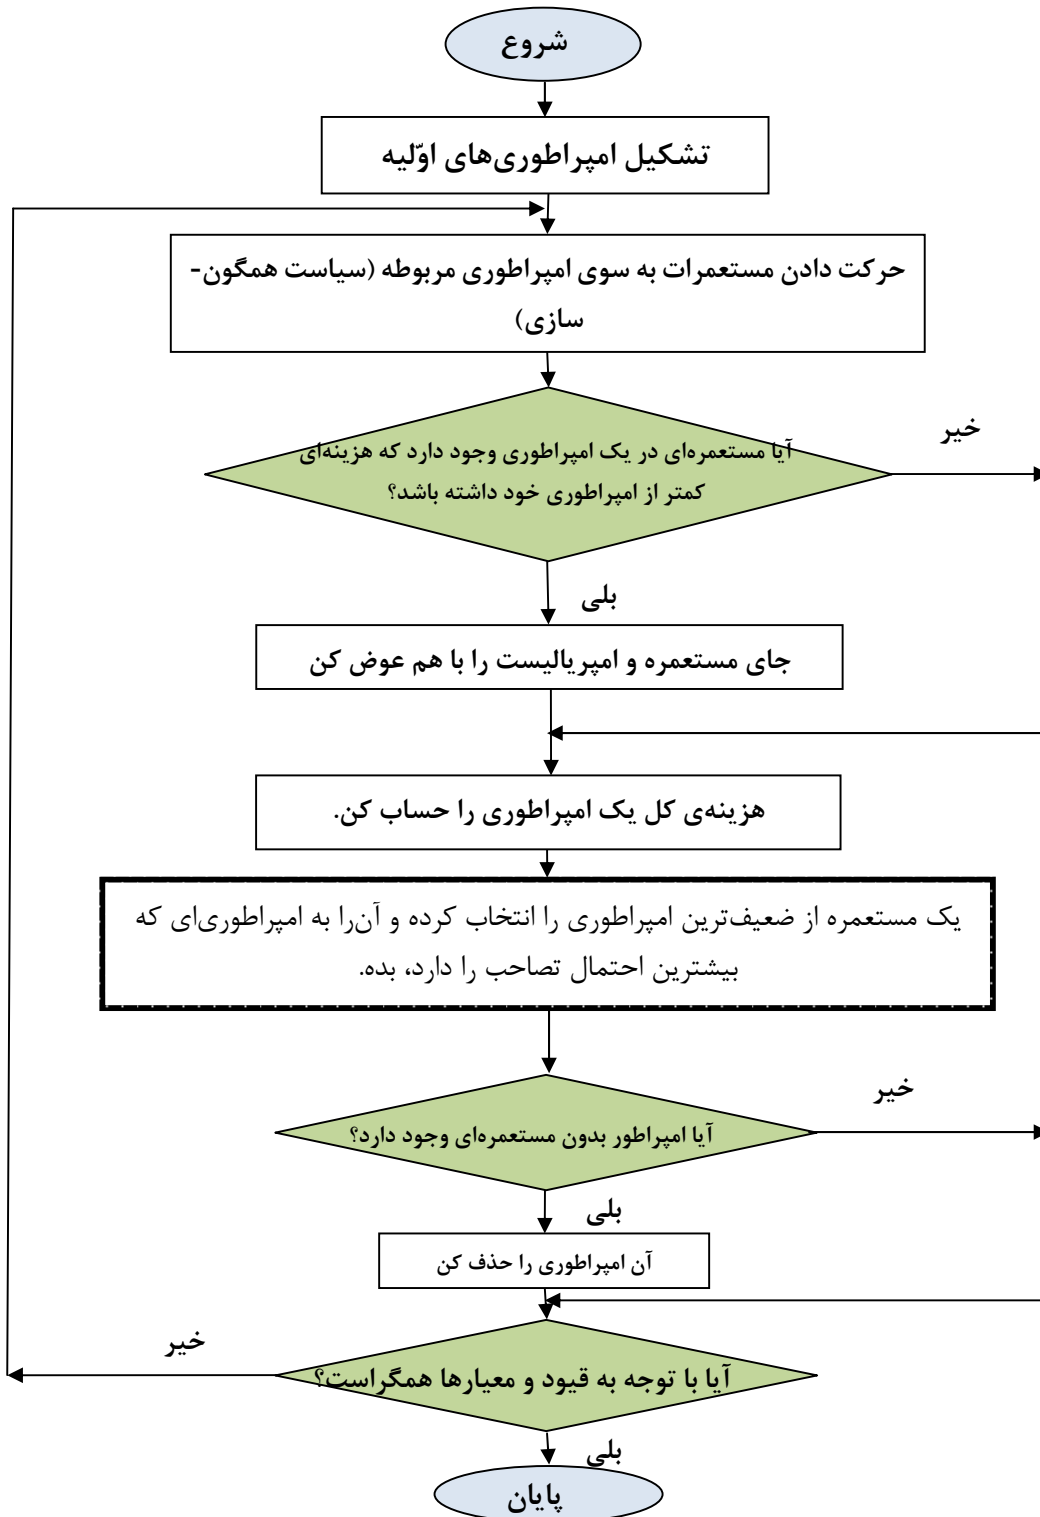 شروع
تشکیل امپراطوری‌های اوّلیه
حرکت دادن مستعمرات به سوی امپراطوری مربوطه (سیاست همگون-
سازی)
آیا مستعمره‌ای در یک امپراطوری وجود دارد که هزینه‌ای
کمتر از امپراطوری خود داشته باشد؟
خیر
بلی
جای مستعمره و امپریالیست را با هم عوض کن
هزینه‌ی کل یک امپراطوری را حساب کن.
یک مستعمره از ضعیف‌ترین امپراطوری را انتخاب کرده و آن‌را به امپراطوری‌ای که
بیشترین احتمال تصاحب را دارد، بده.
خیر
آیا امپراطور بدون مستعمره‌ای وجود دارد؟
بلی
آن امپراطوری را حذف کن
خیر
آیا با توجه به قیود و معیارها همگراست؟
بلی
پایان